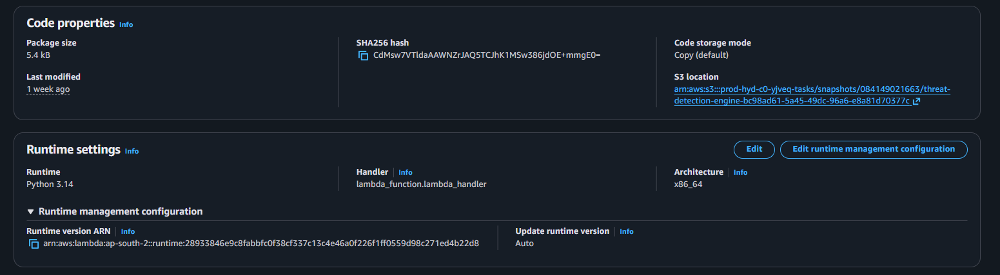 Code properties Info
Package size
5.4 kB
SHA256 hash
CdMsw7VTldaAAWNZrJAQ5TCJhK1MSw386jdOE+mmgE0=
Code storage mode
Copy (default)
Last modified
1 week ago
S3 location
arn:aws:s3:::prod-hyd-c0-yjveq-tasks/snapshots/084149021663/threat-
detection-engine-bc98ad61-5a45-49dc-96a6-e8a81d70377c
Runtime settings Info
Edit
Edit runtime management configuration
Runtime
Python 3.14
Handler Info
lambda_function.lambda_handler
Architecture Info
x86_64
Runtime management configuration
Runtime version ARN Info
arn:aws:lambda:ap-south-2::runtime:28933846e9c8fabbfc0f38cf337c13c4e46a0f226f1ff0559d98c271ed4b22d8
Update runtime version Info
Auto